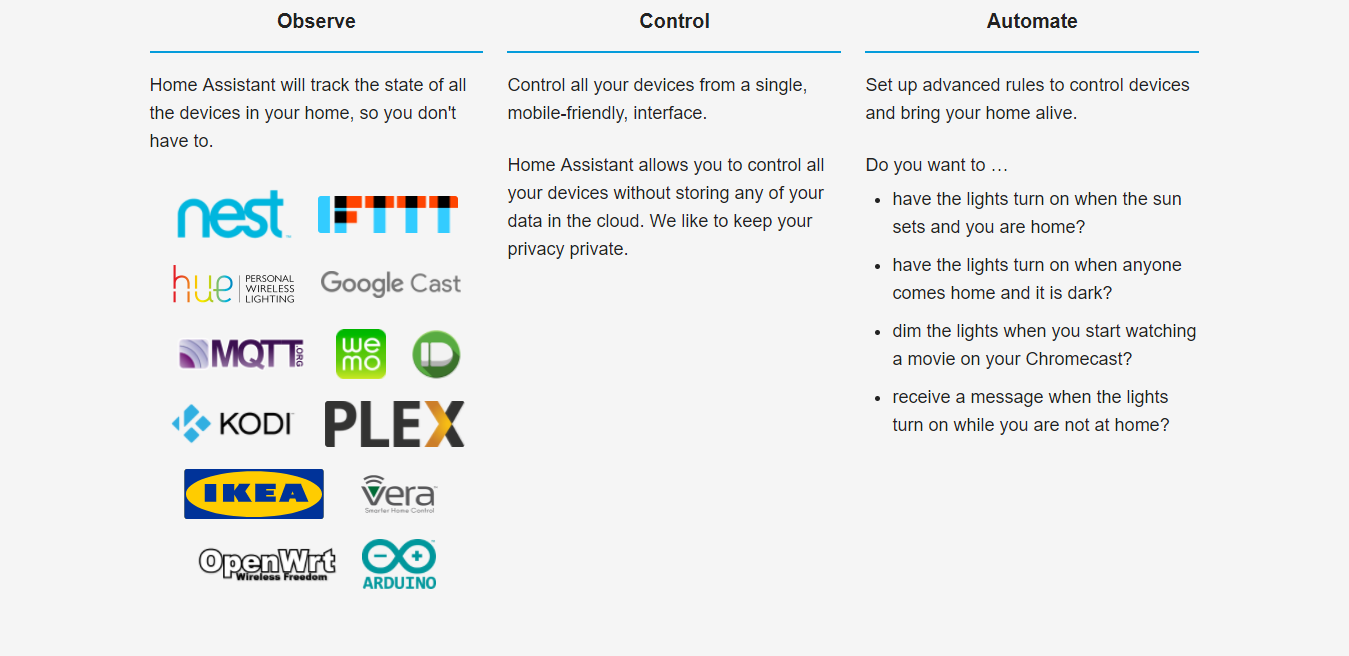 Observe
Home Assistant will track the state of all
the devices in your home, so you don't
have to.
nest
IFTTT
hue PERSONAL
WIRELESS
LIGHTING
Google Cast
MQTT.ORG
we
mo
KODI
PLEX
IKEA
vera
Smarter Home Control
OpenWrt
Wireless Freedom
ARDUINO
Control
Control all your devices from a single,
mobile-friendly, interface.
Home Assistant allows you to control all
your devices without storing any of your
data in the cloud. We like to keep your
privacy private.
Automate
Set up advanced rules to control devices
and bring your home alive.
Do you want to …
• have the lights turn on when the sun
sets and you are home?
• have the lights turn on when anyone
comes home and it is dark?
• dim the lights when you start watching
a movie on your Chromecast?
• receive a message when the lights
turn on while you are not at home?